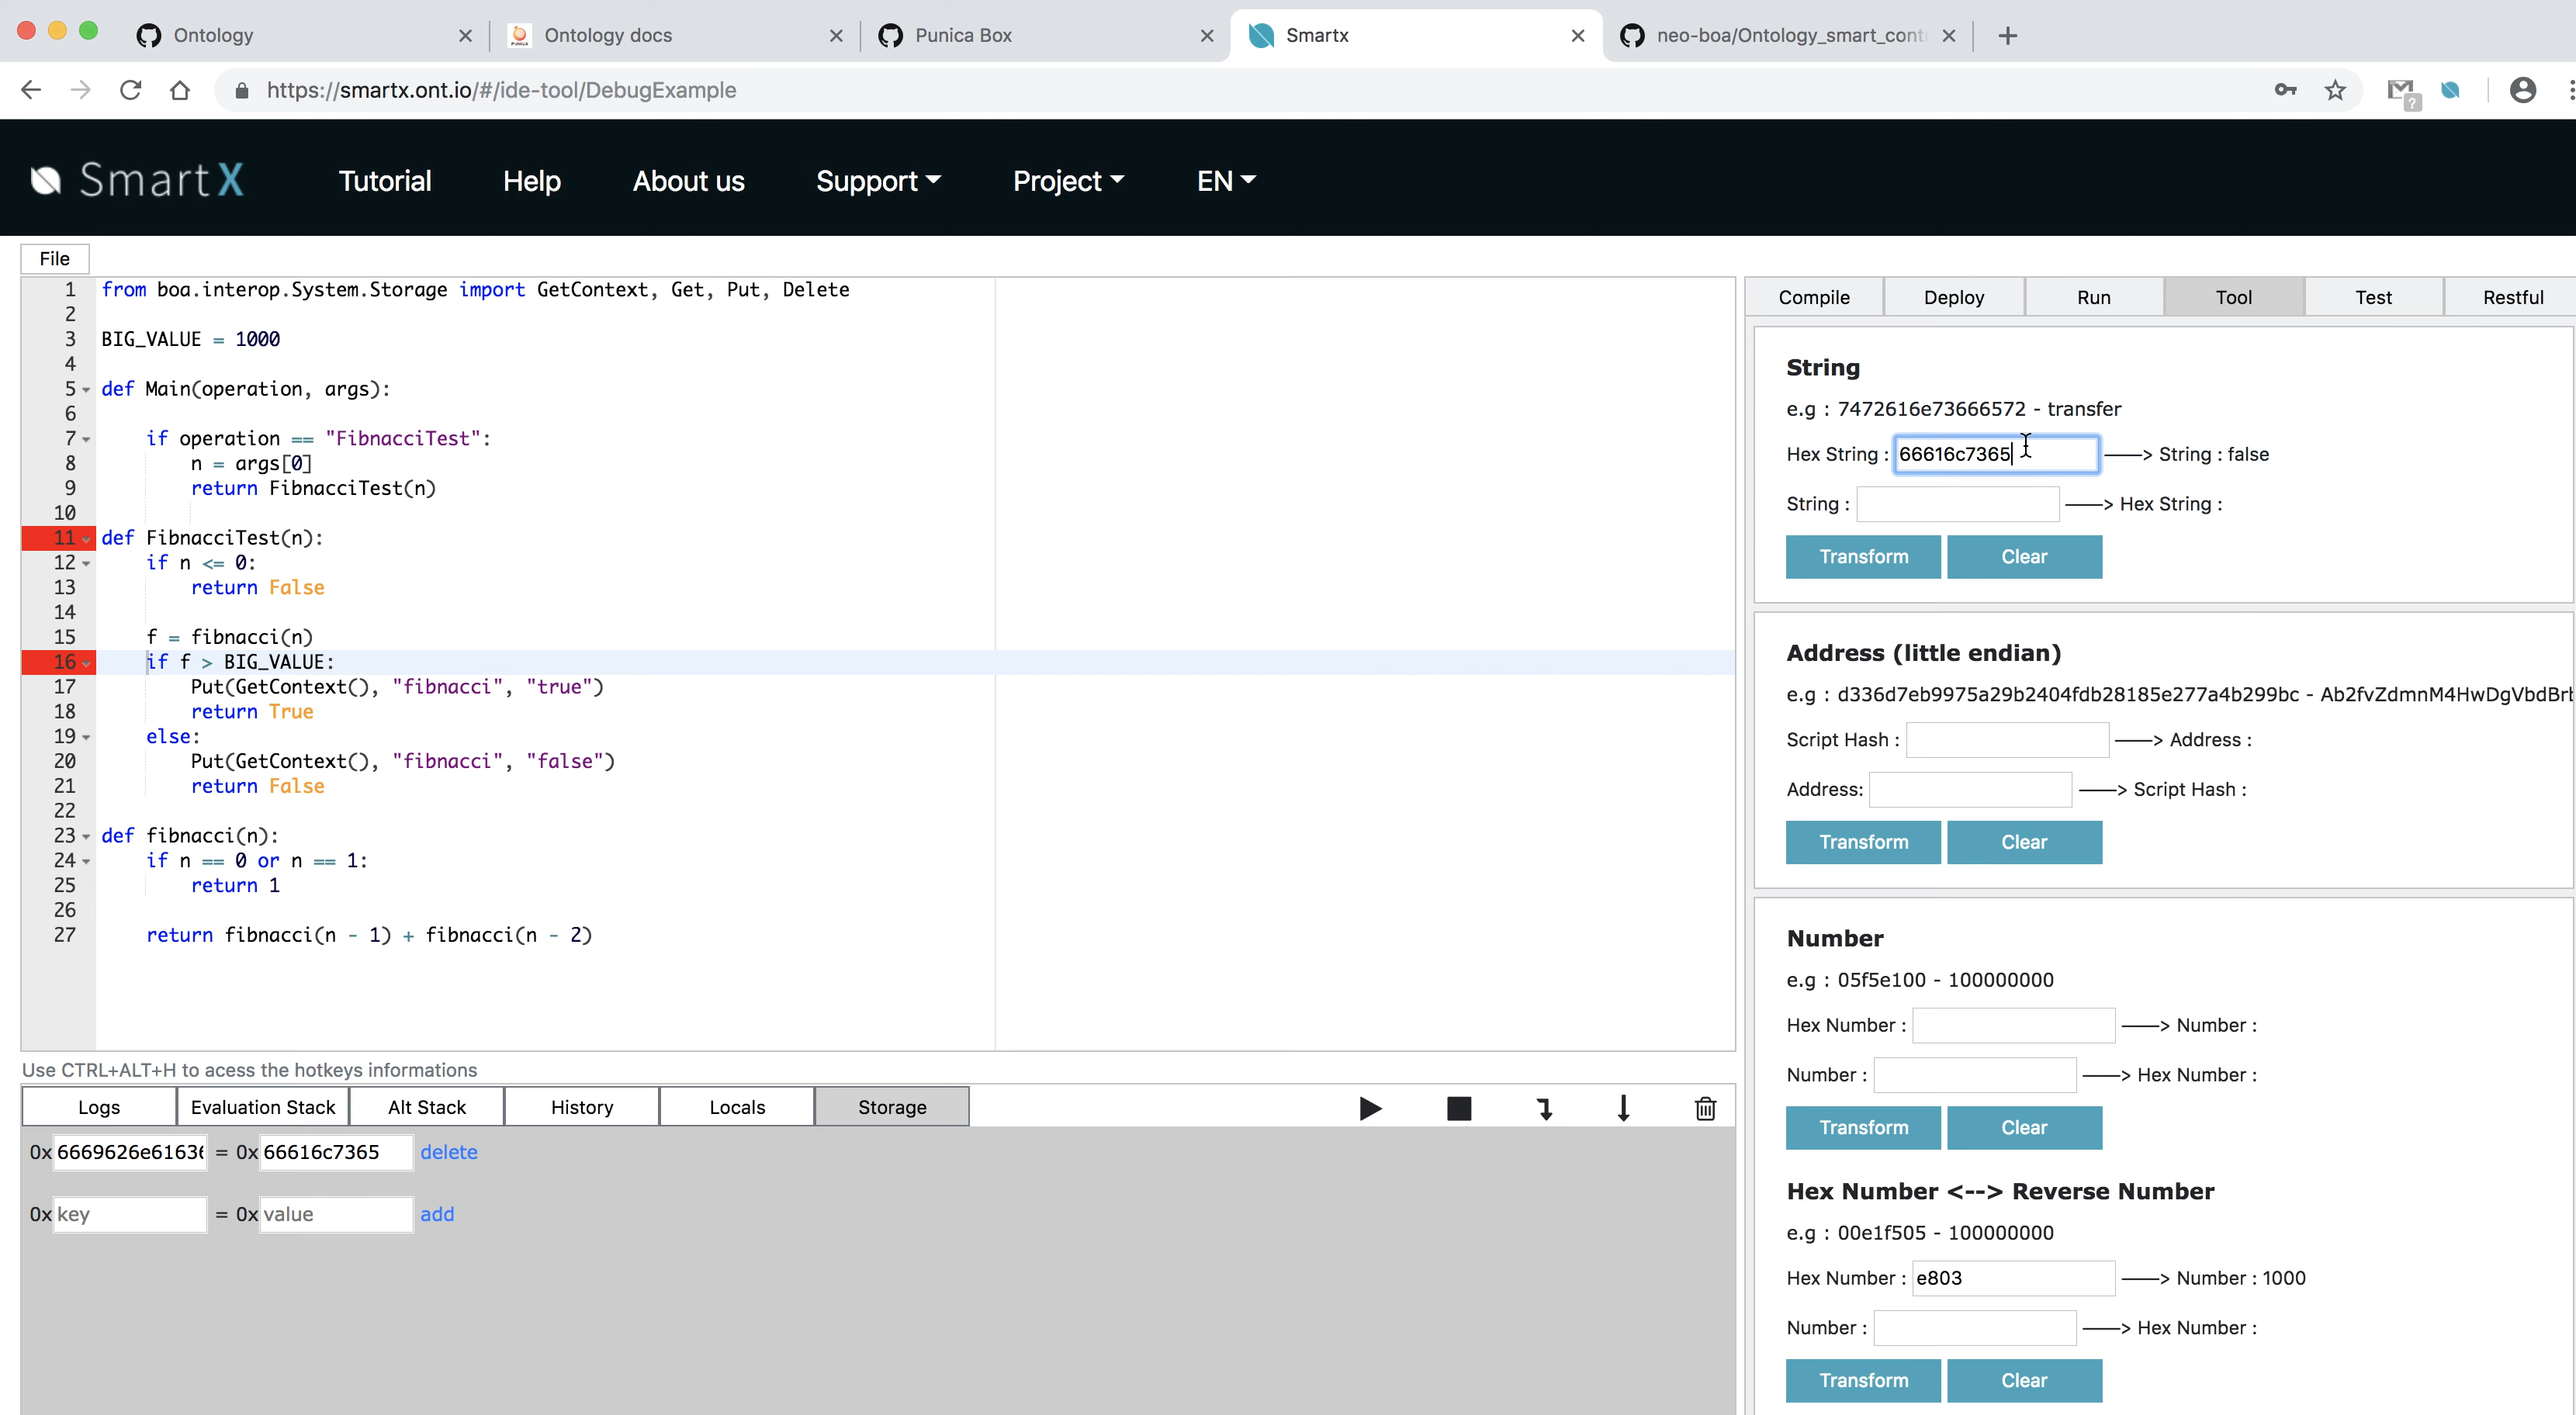 Ontology
Ontology docs
Punica Box
Smartx
neo-boa/Ontology_smart_cont
https://smartx.ont.io/#/ide-tool/DebugExample
SmartX
Tutorial
Help
About us
Support
Project
EN
File
1 from boa.interop.System.Storage import GetContext, Get, Put, Delete
2
3 BIG_VALUE = 1000
4
5 def Main(operation, args):
6
7 if operation == "FibnacciTest":
8 n = args[0]
9 return FibnacciTest(n)
10
11 def FibnacciTest(n):
12 if n <= 0:
13 return False
14
15 f = fibnacci(n)
16 if f > BIG_VALUE:
17 Put(GetContext(), "fibnacci", "true")
18 return True
19 else:
20 Put(GetContext(), "fibnacci", "false")
21 return False
22
23 def fibnacci(n):
24 if n == 0 or n == 1:
25 return 1
26
27 return fibnacci(n - 1) + fibnacci(n - 2)
Use CTRL+ALT+H to acess the hotkeys informations
Logs
Evaluation Stack
Alt Stack
History
Locals
Storage
0x 6669626e6163 = 0x 66616c7365 delete
0x key = 0x value add
Compile
Deploy
Run
Tool
Test
Restful
String
e.g : 7472616e73666572 - transfer
Hex String : 66616c7365 ——> String : false
String : ——> Hex String :
Transform Clear
Address (little endian)
e.g : d336d7eb9975a29b2404fdb28185e277a4b299bc - Ab2fvZdmnM4HwDgVbdBrb
Script Hash : ——> Address :
Address: ——> Script Hash :
Transform Clear
Number
e.g : 05f5e100 - 100000000
Hex Number : ——> Number :
Number : ——> Hex Number :
Transform Clear
Hex Number <--> Reverse Number
e.g : 00e1f505 - 100000000
Hex Number : e803 ——> Number : 1000
Number : ——> Hex Number :
Transform Clear